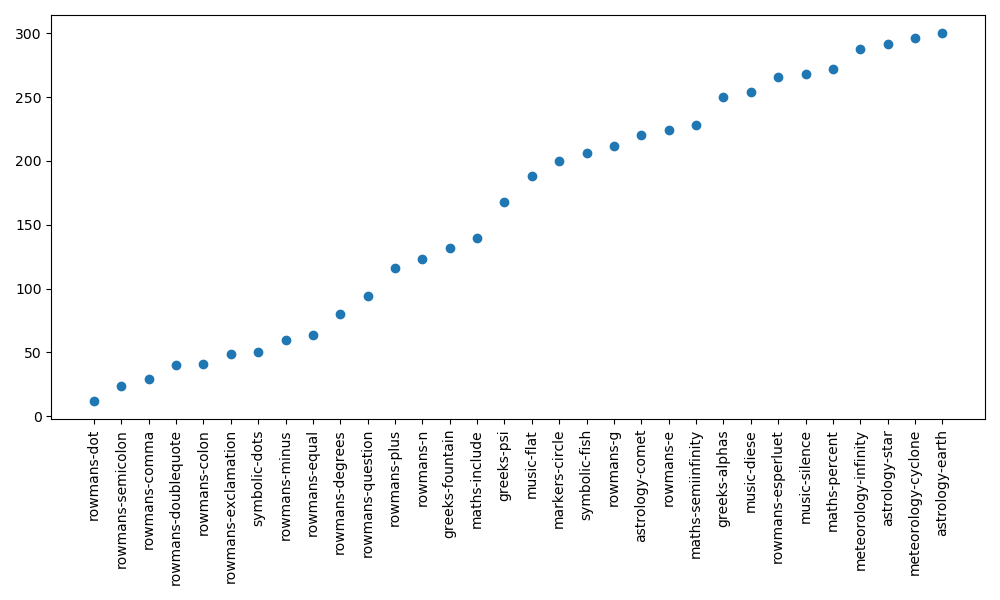 300
250
200
150
100
50
0
rowmans-dot
rowmans-semicolon
rowmans-comma
rowmans-doublequote
rowmans-colon
rowmans-exclamation
symbolic-dots
rowmans-minus
rowmans-equal
rowmans-degrees
rowmans-question
rowmans-plus
rowmans-n
greeks-fountain
maths-include
greeks-psi
music-flat
markers-circle
symbolic-fish
rowmans-g
astrology-comet
rowmans-e
maths-semiinfinity
greeks-alphas
music-diese
rowmans-esperluet
music-silence
maths-percent
meteorology-infinity
astrology-star
meteorology-cyclone
astrology-earth